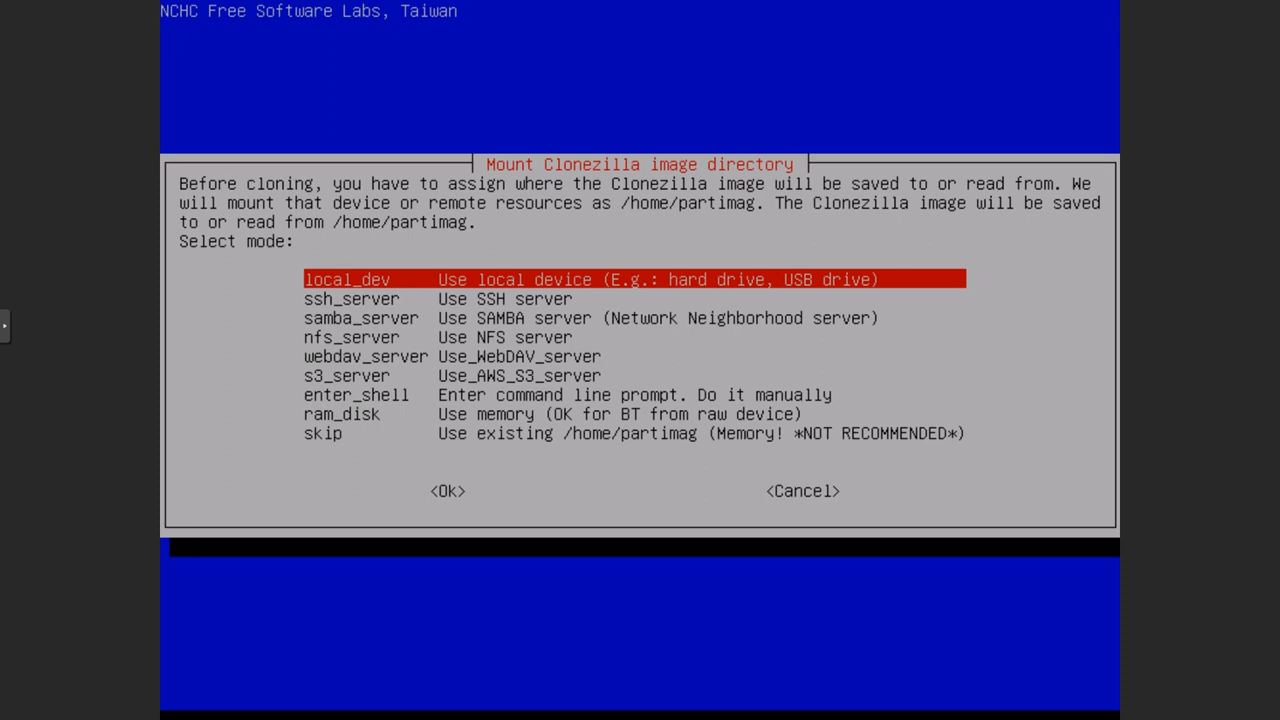 NCHC Free Software Labs, Taiwan
Mount Clonezilla image directory
Before cloning, you have to assign where the Clonezilla image will be saved to or read from. We
will mount that device or remote resources as /home/partimag. The Clonezilla image will be saved
to or read from /home/partimag.
Select mode:
local_dev Use local device (E.g.: hard drive, USB drive)
ssh_server Use SSH server
samba_server Use SAMBA server (Network Neighborhood server)
nfs_server Use NFS server
webdav_server Use_WebDAV_server
s3_server Use_AWS_S3_server
enter_shell Enter command line prompt. Do it manually
ram_disk Use memory (OK for BT from raw device)
skip Use existing /home/partimag (Memory! *NOT RECOMMENDED*)
<Ok> <Cancel>